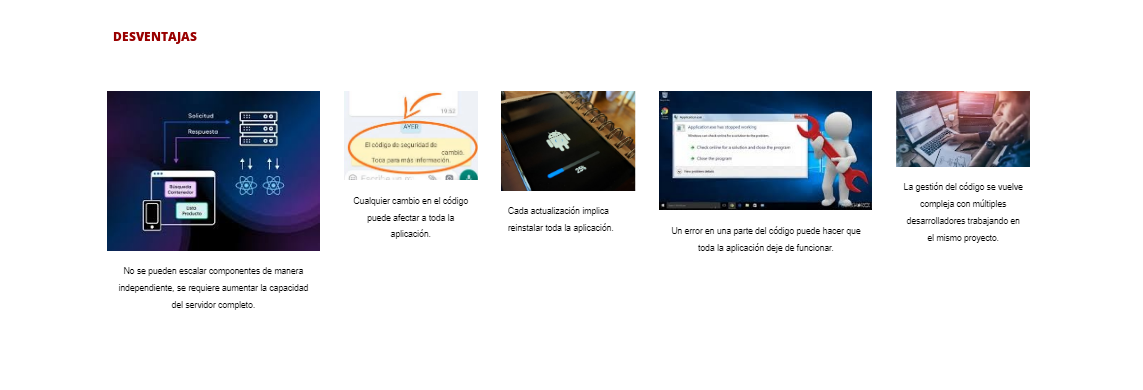 DESVENTAJAS
Solicitud
Respuesta
Búsqueda
Contenedor
Lista
Producto
No se pueden escalar componentes de manera
independiente, se requiere aumentar la capacidad
del servidor completo.
19:33
AYER
El código de seguridad de
cambió.
Toca para más información.
Cualquier cambio en el código
puede afectar a toda la
aplicación.
25%
Cada actualización implica
reinstalar toda la aplicación.
Application.exe has stopped working
Windows can check online for a solution to the problem.
Check online for a solution and close the program
Close the program
View problem details
Un error en una parte del código puede hacer que
toda la aplicación deje de funcionar.
La gestión del código se vuelve
compleja con múltiples
desarrolladores trabajando en
el mismo proyecto.